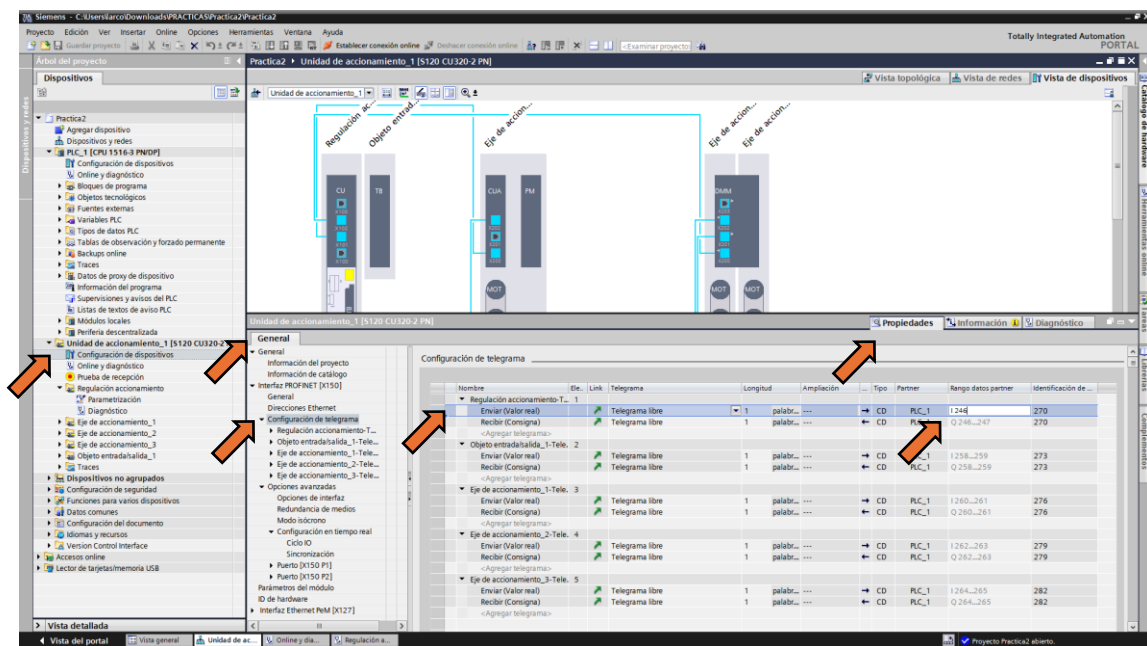 Siemens - C:\Users\arco\Downloads\PRACTICAS\Practica2\Practica2
Proyecto Edición Ver Insertar Online Opciones Herramientas Ventana Ayuda
Guardar proyecto Establecer conexión online Deshacer conexión online <Examinar proyecto>
Totally Integrated Automation
PORTAL
Árbol del proyecto
Practica2 Unidad de accionamiento_1 [S120 CU320-2 PN]
Dispositivos
Vista topológica Vista de redes Vista de dispositivos
Unidad de accionamiento_1
Practica2
Agregar dispositivo
Dispositivos y redes
PLC_1 [CPU 1516-3 PN/DP]
Configuración de dispositivos
Online y diagnóstico
Bloques de programa
Objetos tecnológicos
Fuentes externas
Variables PLC
Tipos de datos PLC
Tablas de observación y forzado permanente
Backups online
Traces
Datos de proxy de dispositivo
Información del programa
Supervisiones y avisos del PLC
Listas de textos de aviso PLC
Módulos locales
Periferia descentralizada
Unidad de accionamiento_1 [S120 CU320-2
Configuración de dispositivos
Online y diagnóstico
Prueba de recepción
Regulación accionamiento
Parametrización
Diagnóstico
Eje de accionamiento_1
Eje de accionamiento_2
Eje de accionamiento_3
Objeto entrada/salida_1
Traces
Dispositivos no agrupados
Configuración de seguridad
Funciones para varios dispositivos
Datos comunes
Configuración del documento
Idiomas y recursos
Version Control Interface
Accesos online
Lector de tarjetas/memoria USB
Vista detallada
Dispositivos y redes
Regulación ac...
Objeto entrad...
Eje de accion...
Eje de accion...
Eje de accion...
CU TB CUA PM DMM
MOT MOT MOT
Catálogo de hardware
Herramientas online
Tareas
Librerías
Complementos
Unidad de accionamiento_1 [S120 CU320-2 PN]
Propiedades Información Diagnóstico
General
General
Información del proyecto
Información de catálogo
Interfaz PROFINET [X150]
General
Direcciones Ethernet
Configuración de telegrama
Regulación accionamiento-T...
Objeto entrada/salida_1-Tele...
Eje de accionamiento_1-Tele...
Eje de accionamiento_2-Tele...
Eje de accionamiento_3-Tele...
Opciones avanzadas
Opciones de interfaz
Redundancia de medios
Modo isócrono
Configuración en tiempo real
Ciclo IO
Sincronización
Puerto [X150 P1]
Puerto [X150 P2]
Parámetros del módulo
ID de hardware
Interfaz Ethernet PeM [X127]
Configuración de telegrama
Nombre Ele.. Link Telegrama Longitud Ampliación ... Tipo Partner Rango datos partner Identificación de ...
Regulación accionamiento-T... 1
Enviar (Valor real) Telegrama libre 1 palabr... --- CD PLC_1 I 246 270
Recibir (Consigna) Telegrama libre 1 palabr... --- CD Q 246...247 270
<Agregar telegrama>
Objeto entrada/salida_1-Tele. 2
Enviar (Valor real) Telegrama libre 1 palabr... --- CD PLC_1 I 258...259 273
Recibir (Consigna) Telegrama libre 1 palabr... --- CD PLC_1 Q 258...259 273
<Agregar telegrama>
Eje de accionamiento_1-Tele. 3
Enviar (Valor real) Telegrama libre 1 palabr... --- CD PLC_1 I 260...261 276
Recibir (Consigna) Telegrama libre 1 palabr... --- CD PLC_1 Q 260...261 276
<Agregar telegrama>
Eje de accionamiento_2-Tele. 4
Enviar (Valor real) Telegrama libre 1 palabr... --- CD PLC_1 I 262...263 279
Recibir (Consigna) Telegrama libre 1 palabr... --- CD PLC_1 Q 262...263 279
<Agregar telegrama>
Eje de accionamiento_3-Tele. 5
Enviar (Valor real) Telegrama libre 1 palabr... --- CD PLC_1 I 264...265 282
Recibir (Consigna) Telegrama libre 1 palabr... --- CD PLC_1 Q 264...265 282
<Agregar telegrama>
Vista del portal Vista general Unidad de ac... Online y dia... Regulación a... Proyecto Practica2 abierto.